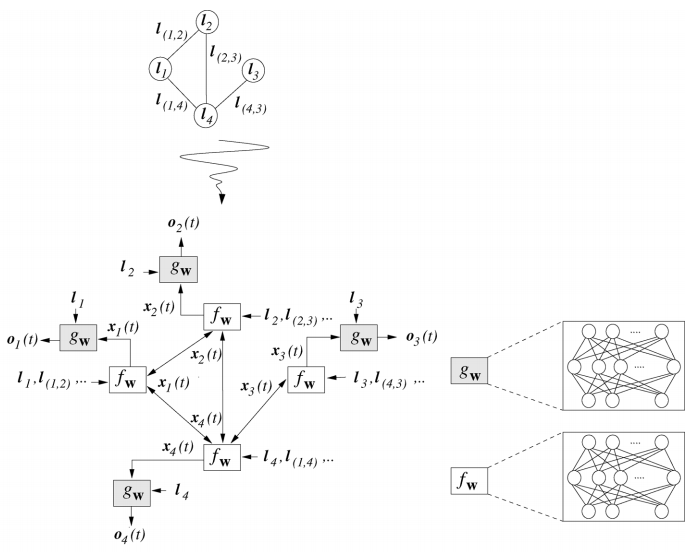 l2
l(1,2)
l(2,3)
l1
l3
l(1,4)
l(4,3)
l4
o2(t)
l2
gw
l1
x2(t)
l3
x1(t)
fw
l2, l(2,3) ,...
o1(t)
gw
gw
o3(t)
x2(t)
x3(t)
l1, l(1,2) ...
fw
x1(t)
x3(t)
fw
l3, l(4,3) ...
gw
....
....
x4(t)
x4(t)
fw
l4, l(1,4) ,...
gw
l4
fw
....
....
o4(t)